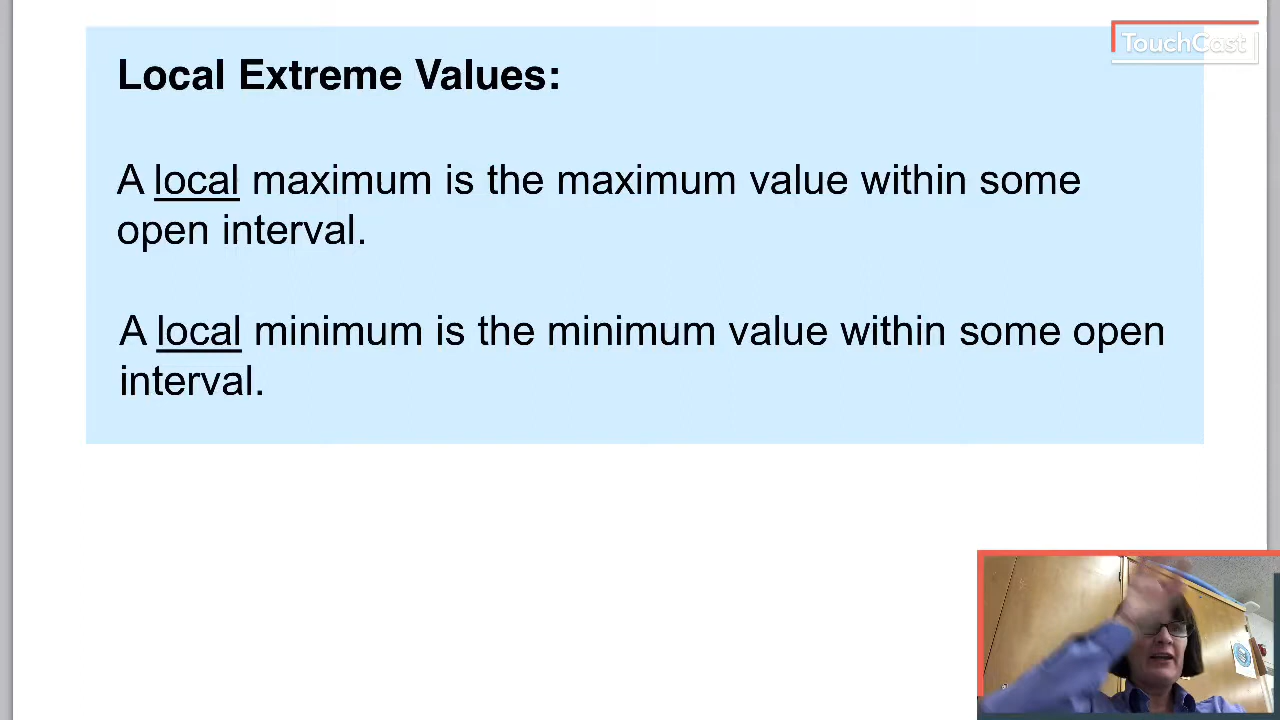 TouchCast
Local Extreme Values:
A local maximum is the maximum value within some
open interval.
A local minimum is the minimum value within some open
interval.